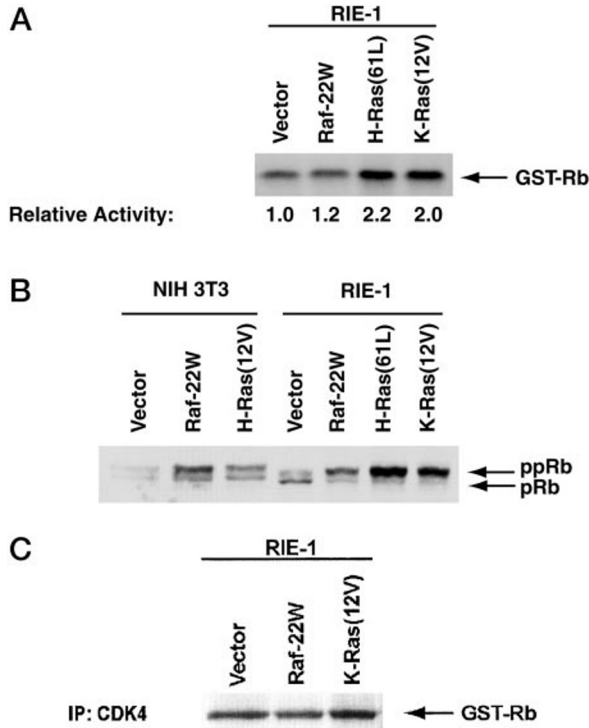 A
RIE-1
Vector
Raf-22W
H-Ras(61L)
K-Ras(12V)
GST-Rb
Relative Activity: 1.0 1.2 2.2 2.0
B
NIH 3T3 RIE-1
Vector
Raf-22W
H-Ras(12V)
Vector
Raf-22W
H-Ras(61L)
K-Ras(12V)
ppRb
pRb
C
RIE-1
Vector
Raf-22W
K-Ras(12V)
IP: CDK4 GST-Rb